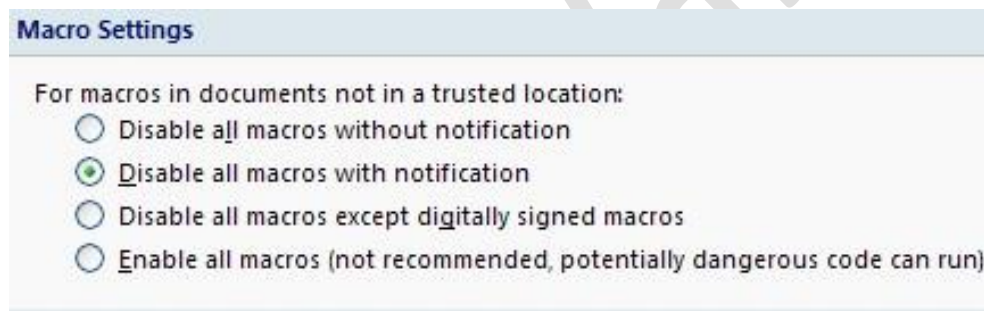 Macro Settings
For macros in documents not in a trusted location:
Disable all macros without notification
Disable all macros with notification
Disable all macros except digitally signed macros
Enable all macros (not recommended, potentially dangerous code can run)